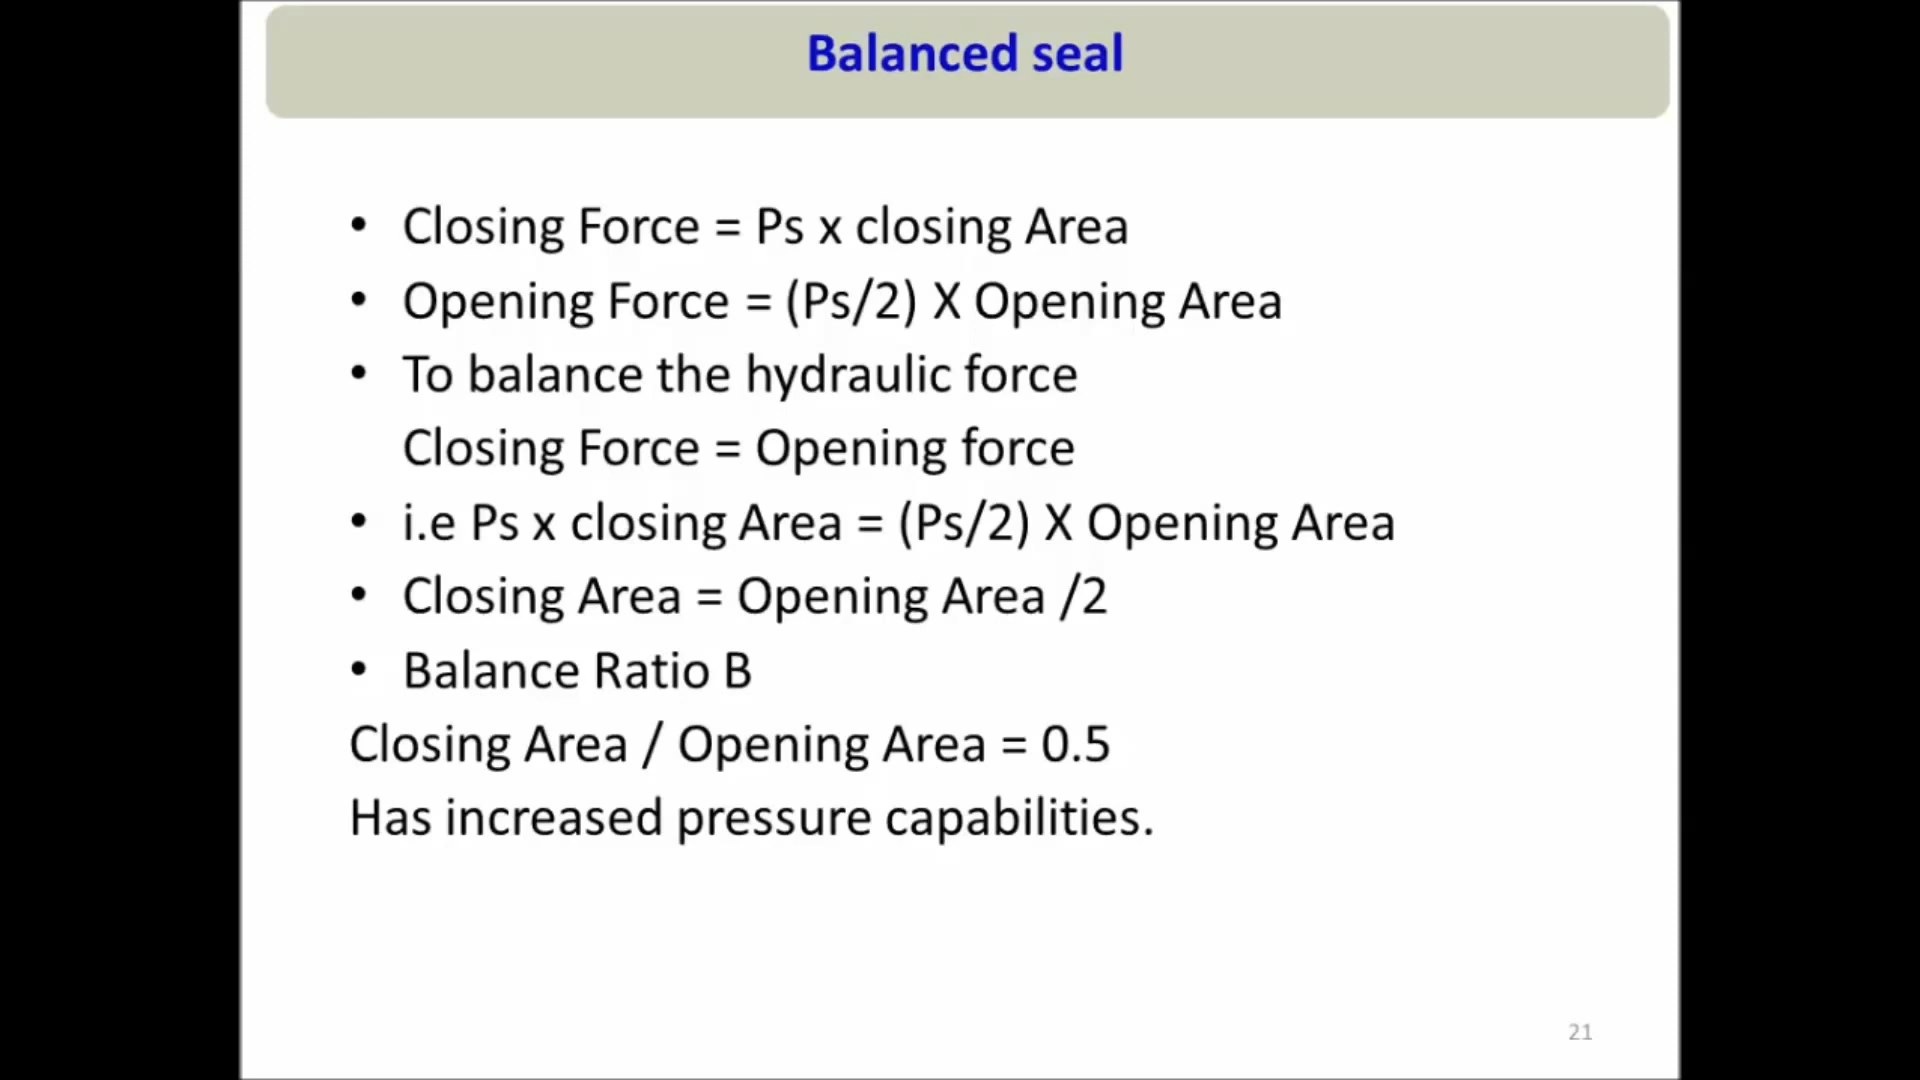 Balanced seal
• Closing Force = Ps x closing Area
• Opening Force = (Ps/2) X Opening Area
• To balance the hydraulic force
Closing Force = Opening force
• i.e Ps x closing Area = (Ps/2) X Opening Area
• Closing Area = Opening Area /2
• Balance Ratio B
Closing Area / Opening Area = 0.5
Has increased pressure capabilities.
21